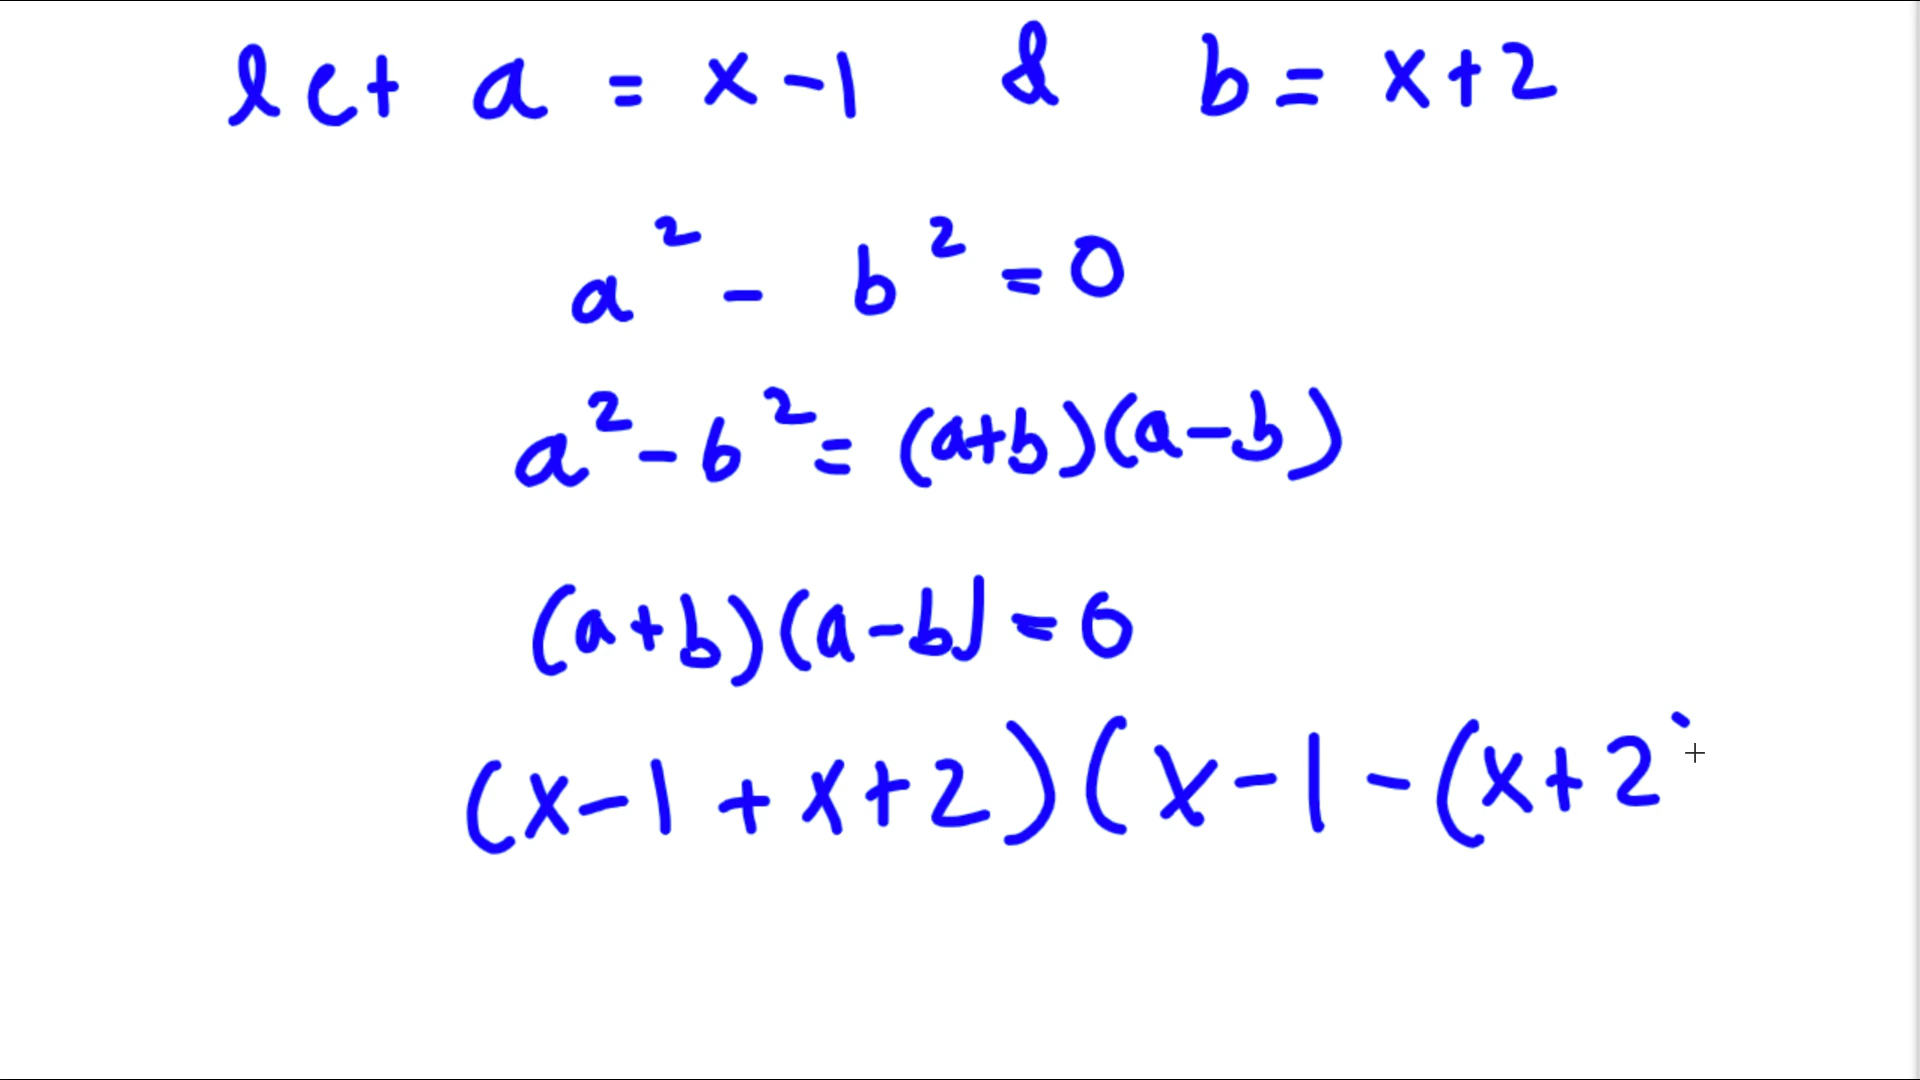 let a = x-1 & b = x+2
a² - b² = 0
a² - b² = (a+b)(a-b)
(a+b)(a-b) = 0
(x-1 + x+2)(x-1-(x+2